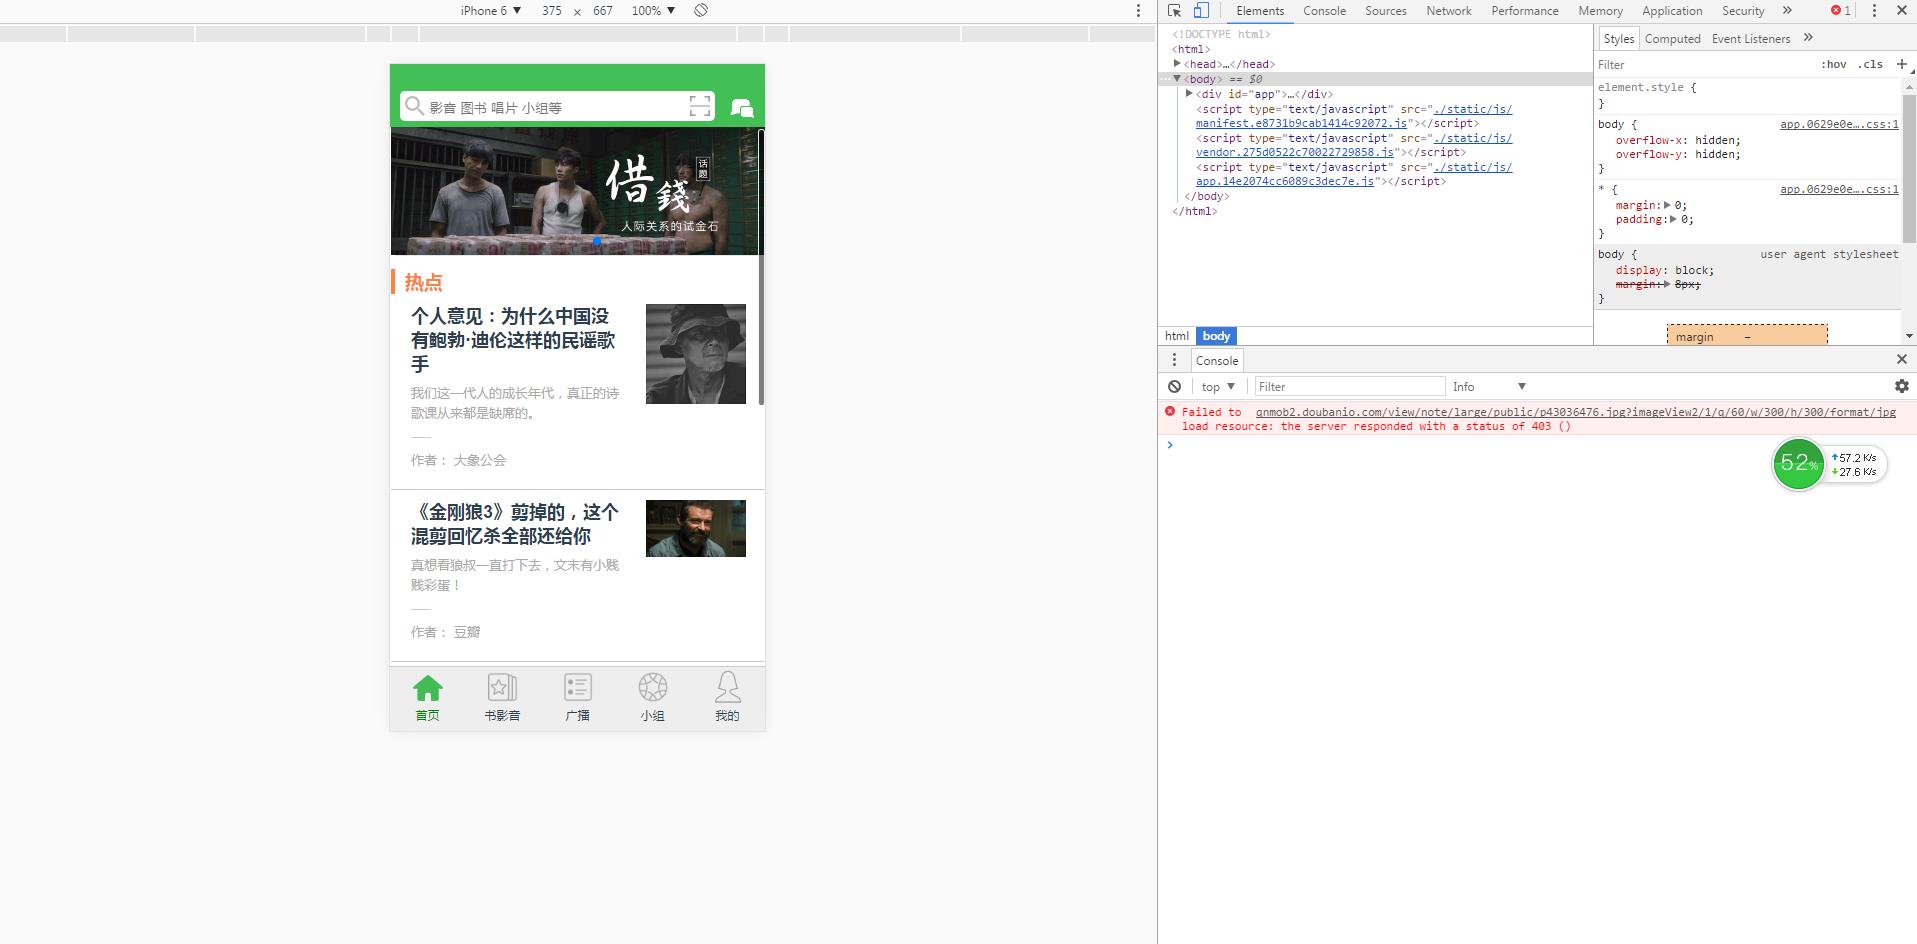 iPhone 6 ▼ 375 × 667 100% ▼
影音 图书 唱片 小组等
借錢
话题
人际关系的试金石
热点
个人意见：为什么中国没
有鲍勃·迪伦这样的民谣歌
手
我们这一代人的成长年代，真正的诗
歌课从来都是缺席的。
作者： 大象公会
《金刚狼3》剪掉的，这个
混剪回忆杀全部还给你
真想看狼叔一直打下去，文末有小贱
贱彩蛋！
作者： 豆瓣
首页 书影音 广播 小组 我的
Elements Console Sources Network Performance Memory Application Security » 1
<!DOCTYPE html>
<html>
<head>…</head>
<body> == $0
<div id="app">…</div>
<script type="text/javascript" src="./static/js/
manifest.e8731b9cab1414c92072.js"></script>
<script type="text/javascript" src="./static/js/
vendor.275d0522c70022729858.js"></script>
<script type="text/javascript" src="./static/js/
app.14e2074cc6089c3dec7e.js"></script>
</body>
</html>
html body
Styles Computed Event Listeners »
Filter :hov .cls +
element.style {
}
body { app.0629e0e….css:1
overflow-x: hidden;
overflow-y: hidden;
}
* { app.0629e0e….css:1
margin: 0;
padding: 0;
}
body { user agent stylesheet
display: block;
margin: 8px;
}
margin –
Console
top ▼ Filter Info ▼
Failed to qnmob2.doubanio.com/view/note/large/public/p43036476.jpg?imageView2/1/q/60/w/300/h/300/format/jpg
load resource: the server responded with a status of 403 ()
52%
57.2 K/s
27.6 K/s